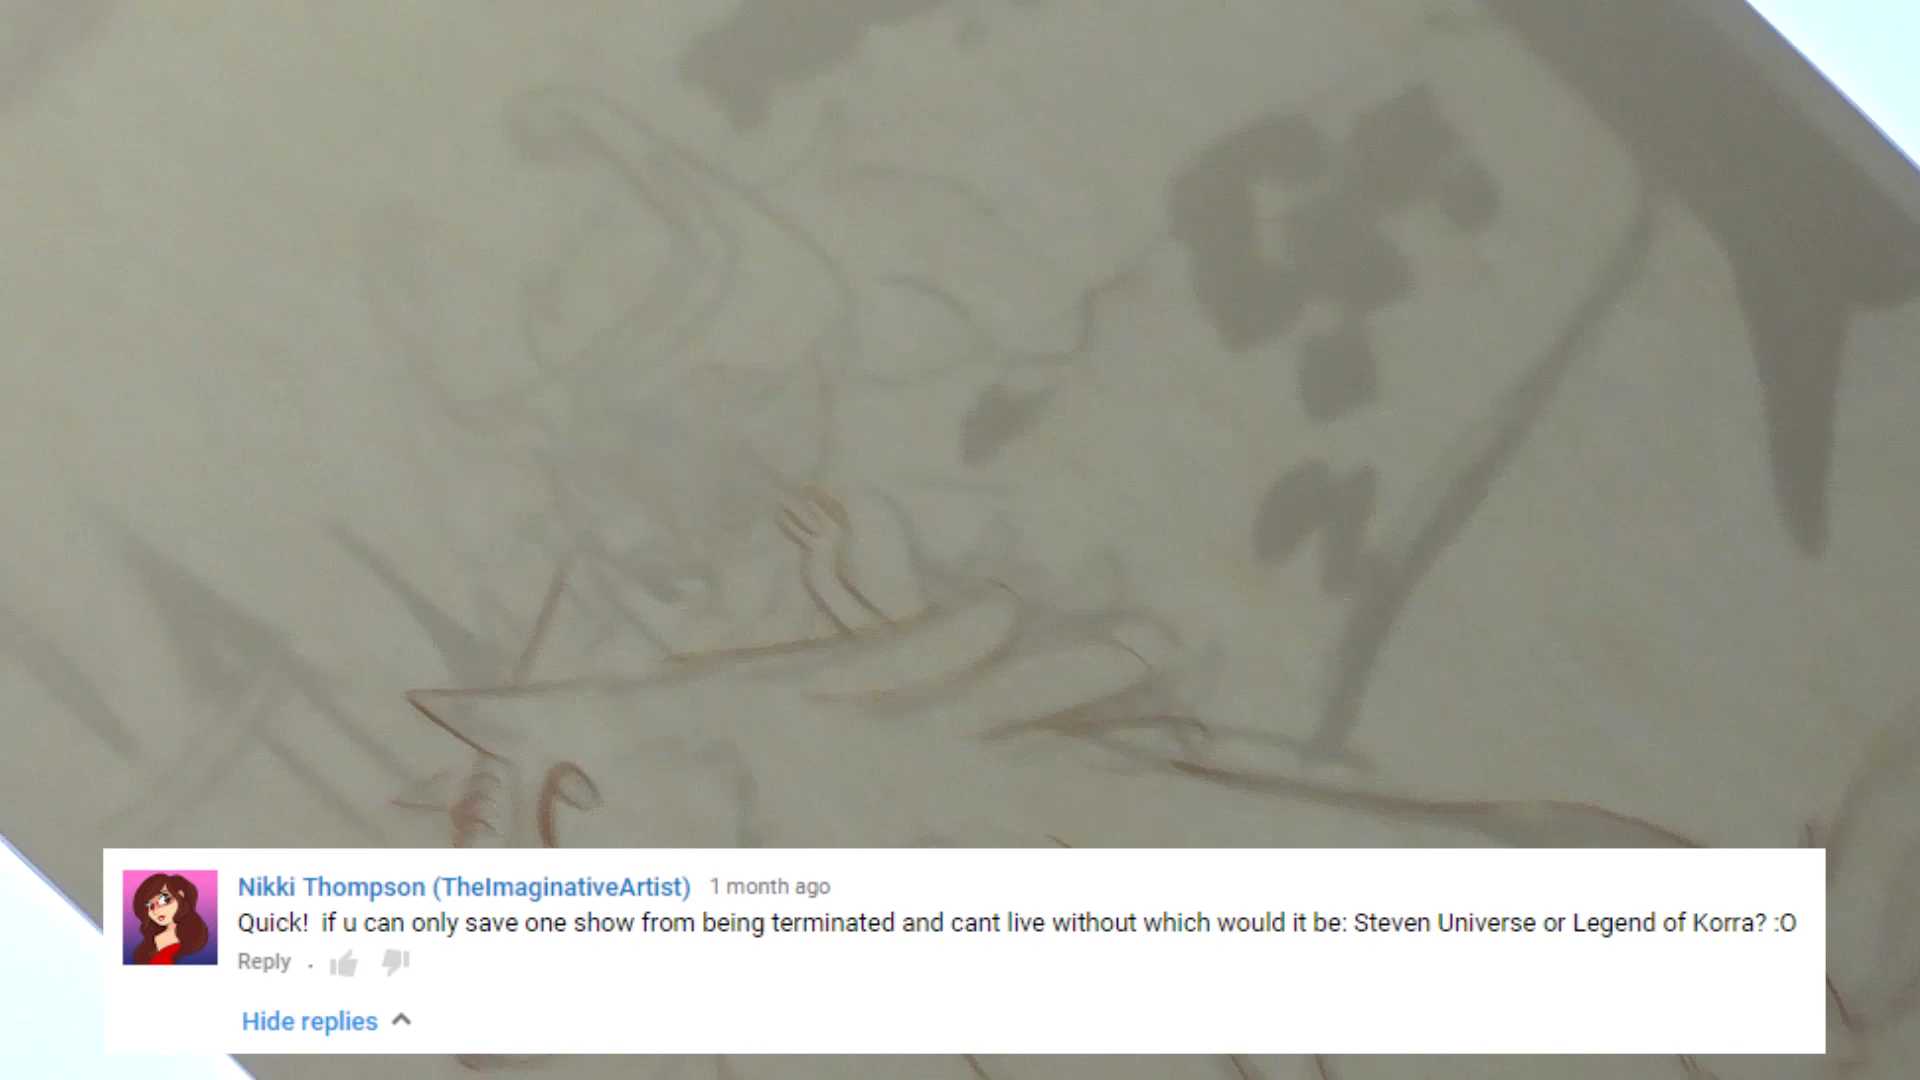 Nikki Thompson (TheImaginativeArtist) 1 month ago
Quick! if u can only save one show from being terminated and cant live without which would it be: Steven Universe or Legend of Korra? :O
Reply .
Hide replies